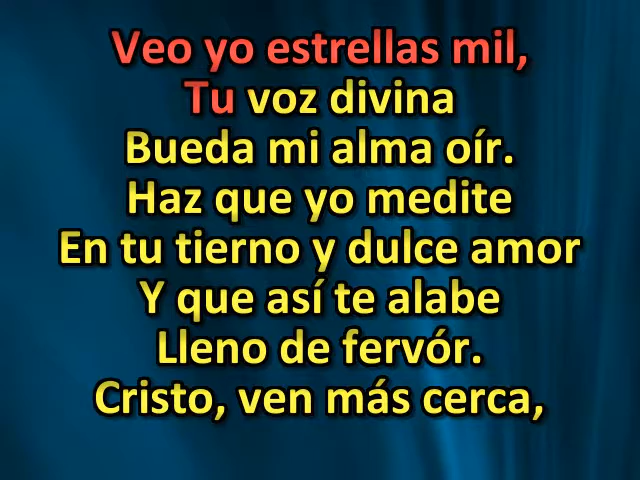 Veo yo estrellas mil,
Tu voz divina
Bueda mi alma oír.
Haz que yo medite
En tu tierno y dulce amor
Y que así te alabe
Lleno de fervór.
Cristo, ven más cerca,